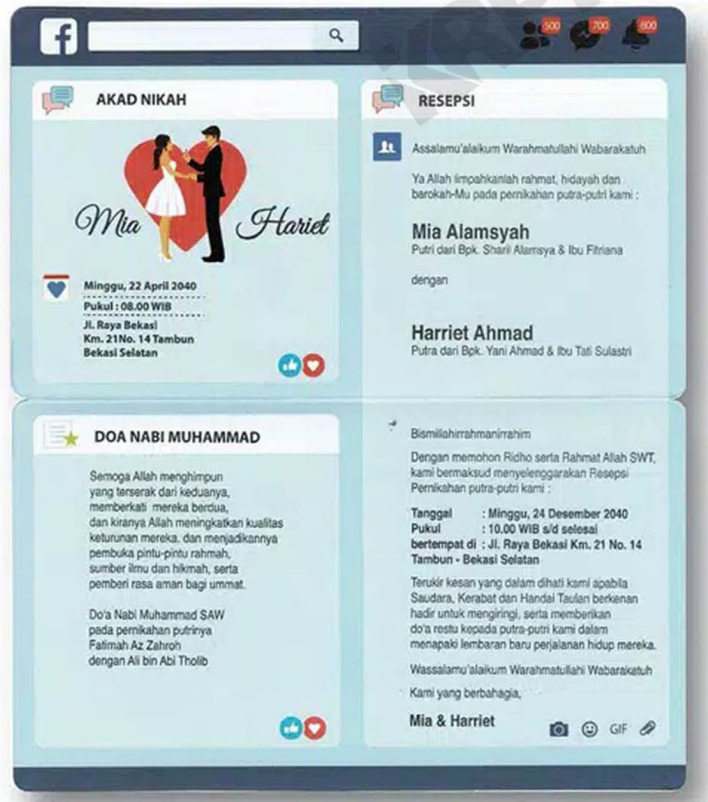 f
500
700
800
AKAD NIKAH
Mia
Hariet
Minggu, 22 April 2040
Pukul : 08.00 WIB
Jl. Raya Bekasi
Km. 21No. 14 Tambun
Bekasi Selatan
RESEPSI
Assalamu'alaikum Warahmatullahi Wabarakatuh
Ya Allah limpahkanlah rahmat, hidayah dan
barokah-Mu pada pernikahan putra-putri kami :
Mia Alamsyah
Putri dari Bpk. Sharil Alamsya & Ibu Fitriana
dengan
Harriet Ahmad
Putra dari Bpk. Yani Ahmad & Ibu Tati Sulastri
DOA NABI MUHAMMAD
Semoga Allah menghimpun
yang terserak dari keduanya,
memberkati mereka berdua,
dan kiranya Allah meningkatkan kualitas
keturunan mereka. dan menjadikannya
pembuka pintu-pintu rahmah,
sumber ilmu dan hikmah, serta
pemberi rasa aman bagi ummat.
Do'a Nabi Muhammad SAW
pada pernikahan putrinya
Fatimah Az Zahroh
dengan Ali bin Abi Tholib
Bismillahirrahmanirrahim
Dengan memohon Ridho serta Rahmat Allah SWT,
kami bermaksud menyelenggarakan Resepsi
Pernikahan putra-putri kami :
Tanggal : Minggu, 24 Desember 2040
Pukul : 10.00 WIB s/d selesai
bertempat di : Jl. Raya Bekasi Km. 21 No. 14
Tambun - Bekasi Selatan
Terukir kesan yang dalam dihati kami apabila
Saudara, Kerabat dan Handai Taulan berkenan
hadir untuk mengiringi, serta memberikan
do'a restu kepada putra-putri kami dalam
menapaki lembaran baru perjalanan hidup mereka.
Wassalamu'alaikum Warahmatullahi Wabarakatuh
Kami yang berbahagia,
Mia & Harriet
GIF